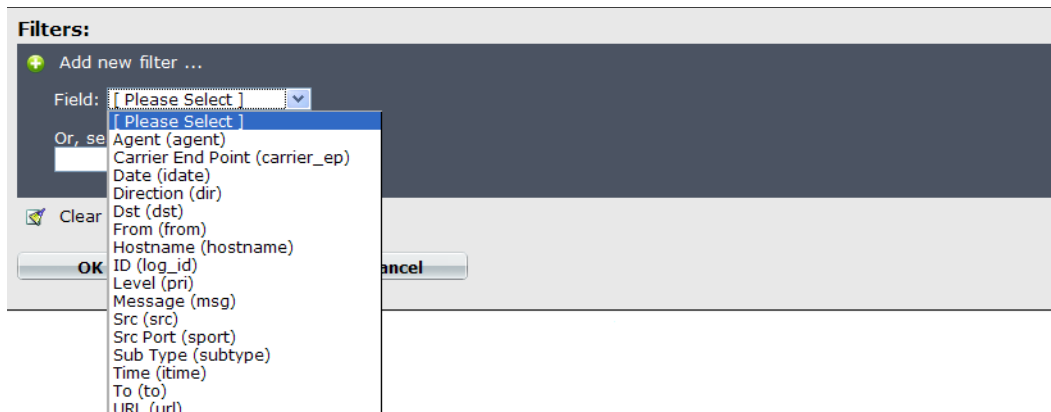 Filters:
Add new filter ...
Field: [ Please Select ]
[ Please Select ]
Or, se
Agent (agent)
Carrier End Point (carrier_ep)
Date (idate)
Direction (dir)
Clear
Dst (dst)
From (from)
Hostname (hostname)
OK
ID (log_id)
ancel
Level (pri)
Message (msg)
Src (src)
Src Port (sport)
Sub Type (subtype)
Time (itime)
To (to)
URL (url)